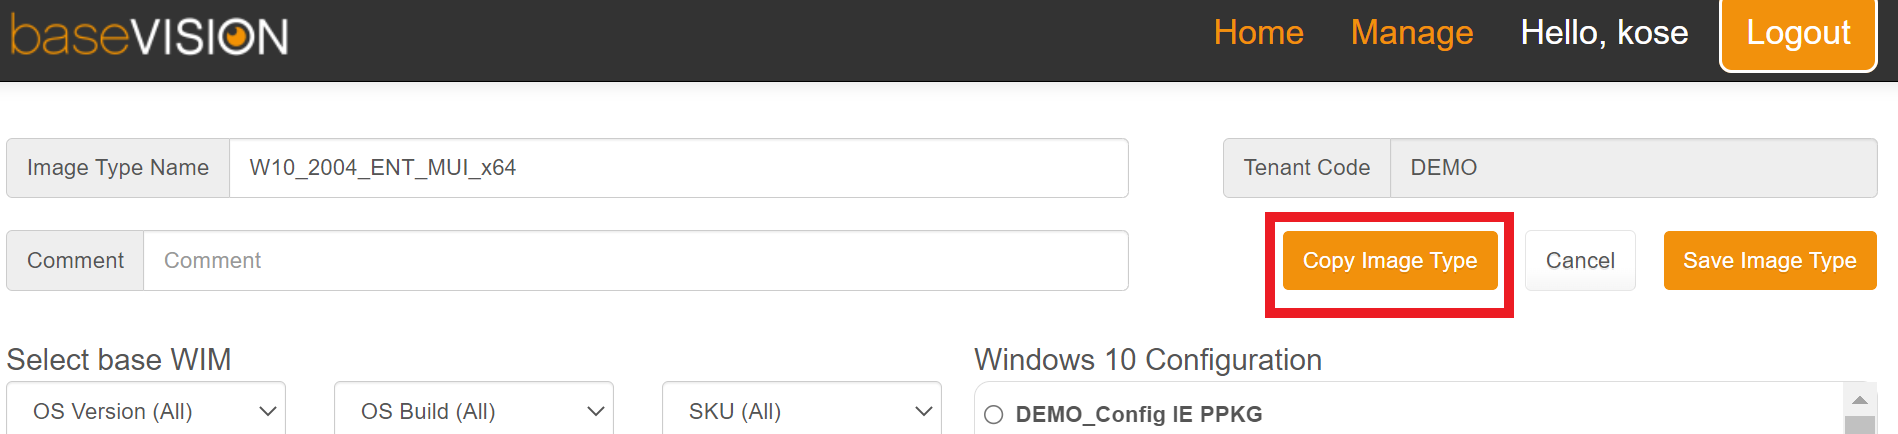 baseVISION
Home Manage Hello, kose Logout
Image Type Name W10_2004_ENT_MUI_x64 Tenant Code DEMO
Comment Comment Copy Image Type Cancel Save Image Type
Select base WIM Windows 10 Configuration
OS Version (All) OS Build (All) SKU (All) DEMO_Config IE PPKG